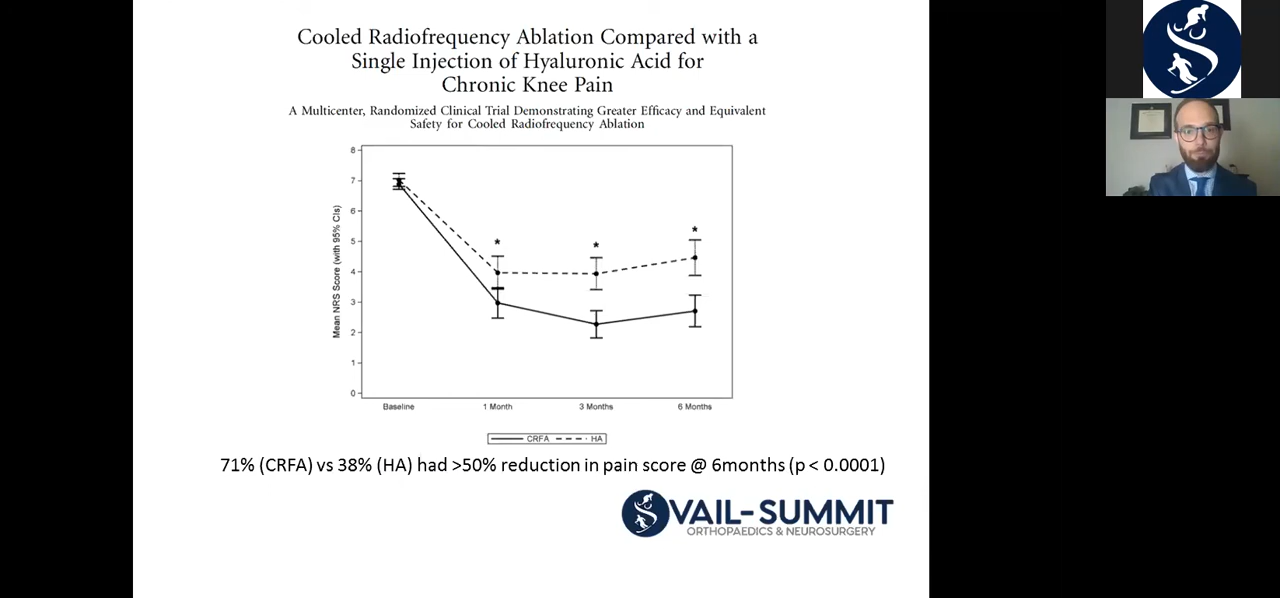 Cooled Radiofrequency Ablation Compared with a
Single Injection of Hyaluronic Acid for
Chronic Knee Pain
A Multicenter, Randomized Clinical Trial Demonstrating Greater Efficacy and Equivalent
Safety for Cooled Radiofrequency Ablation
Mean NRS Score (with 95% CIs)
8
7
6
5
4
3
2
1
0
* * *
Baseline 1 Month 3 Months 6 Months
CRFA HA
71% (CRFA) vs 38% (HA) had >50% reduction in pain score @ 6months (p < 0.0001)
VAIL-SUMMIT
ORTHOPAEDICS & NEUROSURGERY